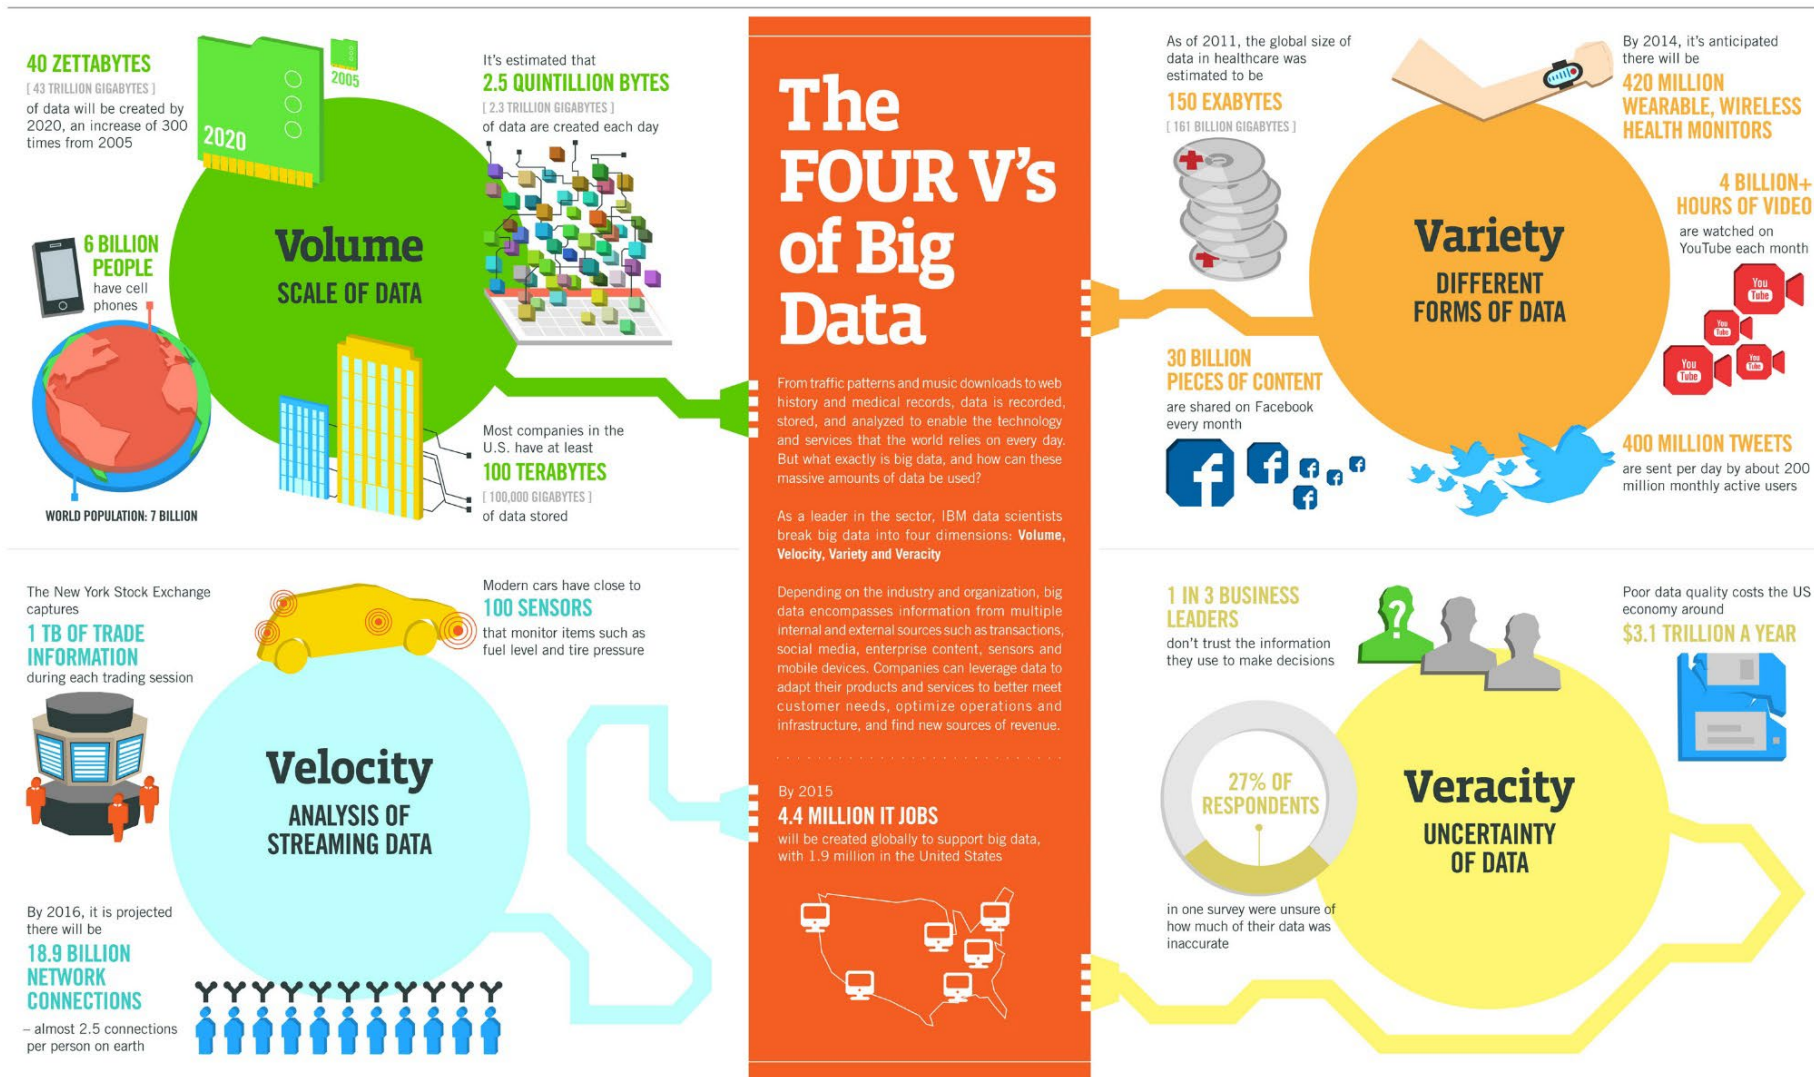 40 ZETTABYTES
[ 43 TRILLION GIGABYTES ]
of data will be created by
2020, an increase of 300
times from 2005
2020
2005
It's estimated that
2.5 QUINTILLION BYTES
[ 2.3 TRILLION GIGABYTES ]
of data are created each day
6 BILLION
PEOPLE
have cell
phones
WORLD POPULATION: 7 BILLION
Volume
SCALE OF DATA
Most companies in the
U.S. have at least
100 TERABYTES
[ 100,000 GIGABYTES ]
of data stored
The New York Stock Exchange
captures
1 TB OF TRADE
INFORMATION
during each trading session
Modern cars have close to
100 SENSORS
that monitor items such as
fuel level and tire pressure
Velocity
ANALYSIS OF
STREAMING DATA
By 2016, it is projected
there will be
18.9 BILLION
NETWORK
CONNECTIONS
– almost 2.5 connections
per person on earth
The
FOUR V's
of Big
Data
From traffic patterns and music downloads to web
history and medical records, data is recorded,
stored, and analyzed to enable the technology
and services that the world relies on every day.
But what exactly is big data, and how can these
massive amounts of data be used?
As a leader in the sector, IBM data scientists
break big data into four dimensions: Volume,
Velocity, Variety and Veracity
Depending on the industry and organization, big
data encompasses information from multiple
internal and external sources such as transactions,
social media, enterprise content, sensors and
mobile devices. Companies can leverage data to
adapt their products and services to better meet
customer needs, optimize operations and
infrastructure, and find new sources of revenue.
By 2015
4.4 MILLION IT JOBS
will be created globally to support big data,
with 1.9 million in the United States
As of 2011, the global size of
data in healthcare was
estimated to be
150 EXABYTES
[ 161 BILLION GIGABYTES ]
By 2014, it's anticipated
there will be
420 MILLION
WEARABLE, WIRELESS
HEALTH MONITORS
4 BILLION+
HOURS OF VIDEO
are watched on
YouTube each month
You
Tube
You
Tube
You
Tube
You
Tube
Variety
DIFFERENT
FORMS OF DATA
30 BILLION
PIECES OF CONTENT
are shared on Facebook
every month
400 MILLION TWEETS
are sent per day by about 200
million monthly active users
1 IN 3 BUSINESS
LEADERS
don't trust the information
they use to make decisions
?
Poor data quality costs the US
economy around
$3.1 TRILLION A YEAR
27% OF
RESPONDENTS
in one survey were unsure of
how much of their data was
inaccurate
Veracity
UNCERTAINTY
OF DATA